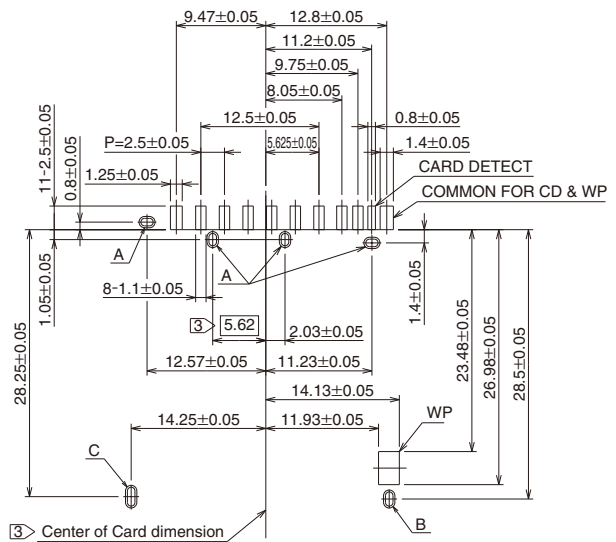 9.47±0.05
12.8±0.05
11.2±0.05
9.75±0.05
8.05±0.05
12.5±0.05
0.8±0.05
P=2.5±0.05
5.625±0.05
1.4±0.05
11-2.5±0.05
0.8±0.05
1.25±0.05
CARD DETECT
COMMON FOR CD & WP
A
A
1.05±0.05
8-1.1±0.05
1.4±0.05
3 5.62
2.03±0.05
28.25±0.05
12.57±0.05
11.23±0.05
23.48±0.05
26.98±0.05
28.5±0.05
14.13±0.05
14.25±0.05
11.93±0.05
WP
C
B
3 Center of Card dimension